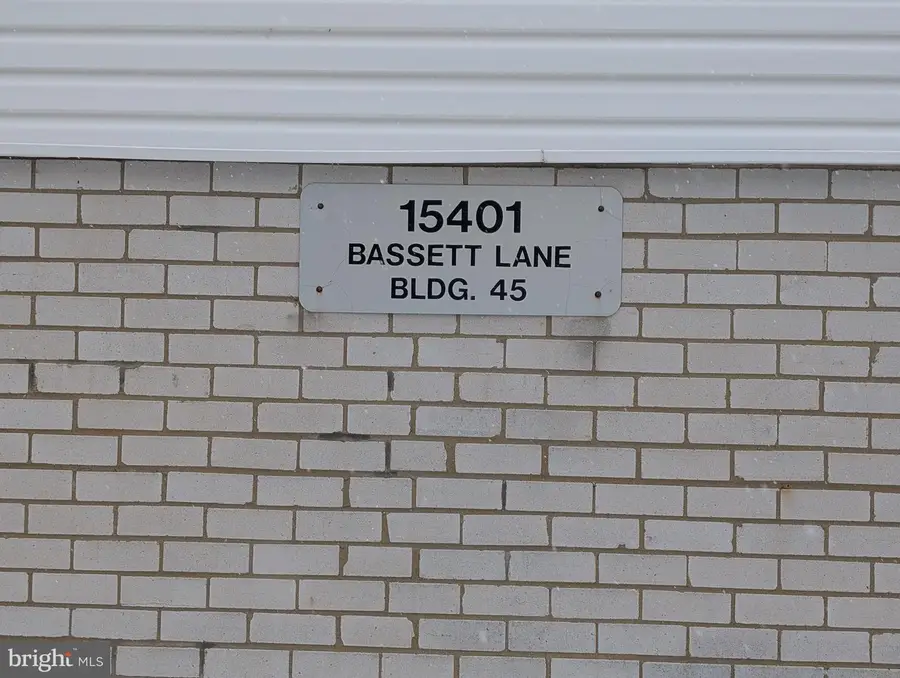 15401
BASSETT LANE
BLDG. 45
bright MLS